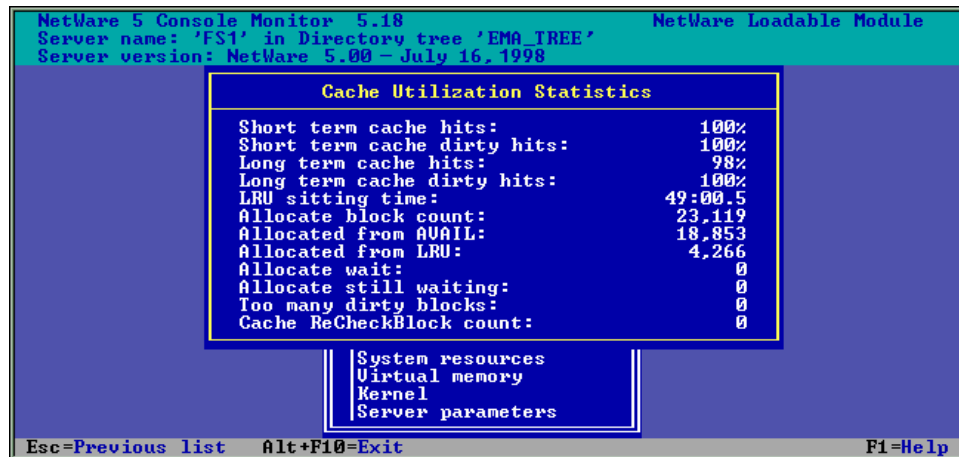 NetWare 5 Console Monitor 5.18 NetWare Loadable Module
Server name: 'FS1' in Directory tree 'EMA_TREE'
Server version: NetWare 5.00 – July 16, 1998
Cache Utilization Statistics
Short term cache hits: 100%
Short term cache dirty hits: 100%
Long term cache hits: 98%
Long term cache dirty hits: 100%
LRU sitting time: 49:00.5
Allocate block count: 23,119
Allocated from AVAIL: 18,853
Allocated from LRU: 4,266
Allocate wait: 0
Allocate still waiting: 0
Too many dirty blocks: 0
Cache ReCheckBlock count: 0
System resources
Virtual memory
Kernel
Server parameters
Esc=Previous list Alt+F10=Exit F1=Help